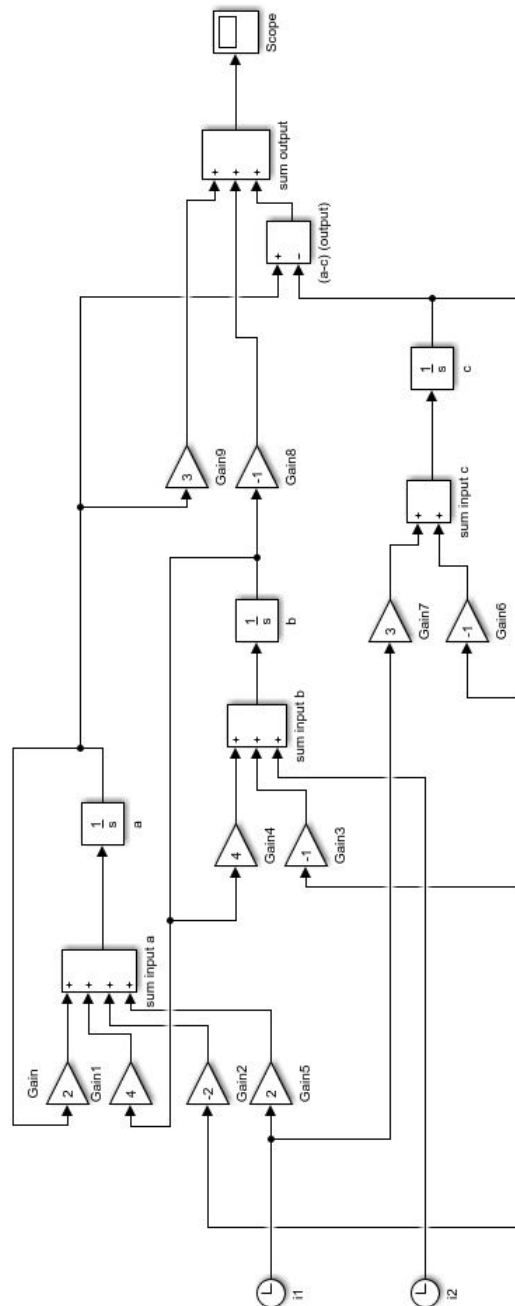 Scope
+
+
+
sum output
+
−
(a-c) (output)
3
Gain9
-1
Gain8
1
s
c
+
+
sum input c
3
Gain7
-1
Gain6
1
s
b
+
+
+
sum input b
4
Gain4
-1
Gain3
1
s
a
+
+
+
+
sum input a
2
Gain
4
Gain1
-2
Gain2
2
Gain5
i1
i2